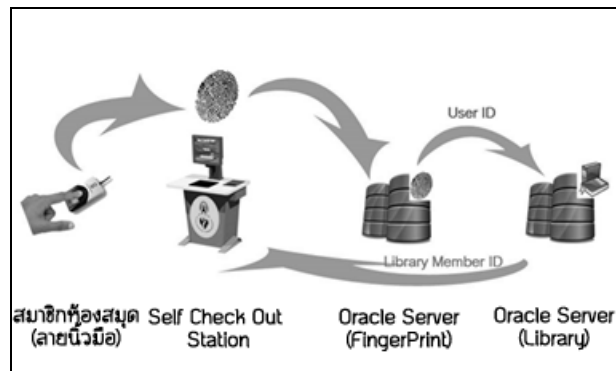 User ID
Library Member ID
สมาชิกห้องสมุด
(ลายนิ้วมือ)
Self Check Out
Station
Oracle Server
(FingerPrint)
Oracle Server
(Library)